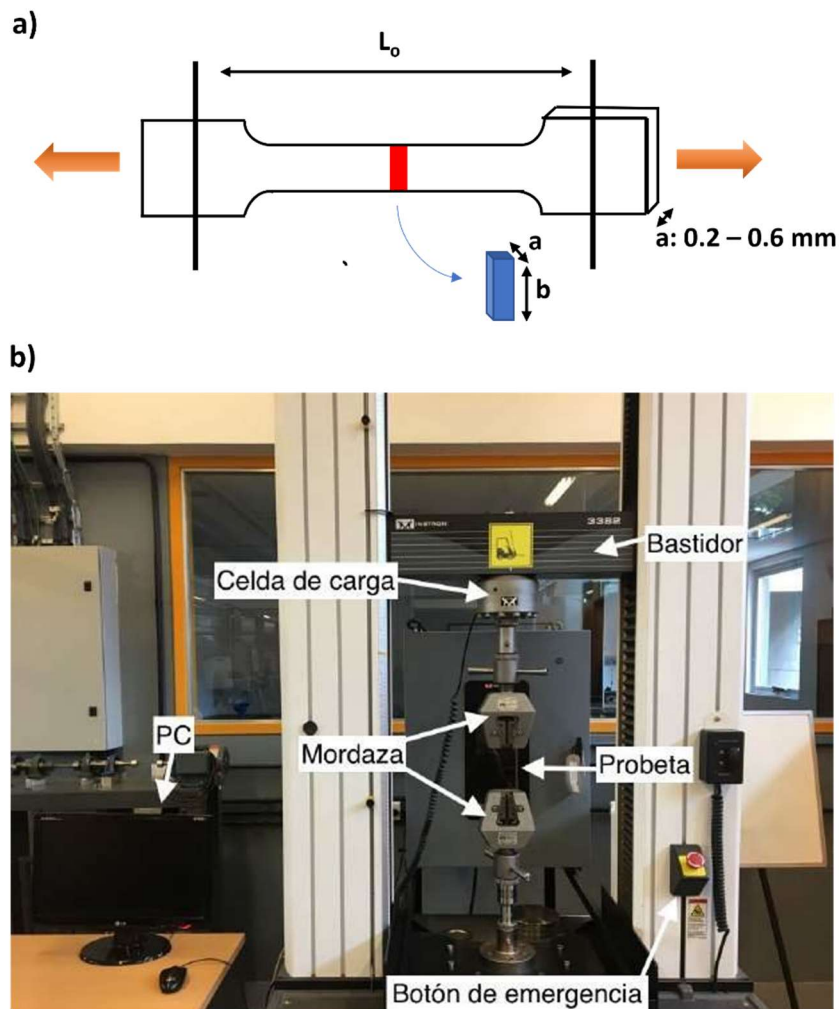 a)
Lₒ
a
b
a: 0.2 – 0.6 mm
b)
INSTRON
3382
Bastidor
Celda de carga
PC
Mordaza
Probeta
Botón de emergencia